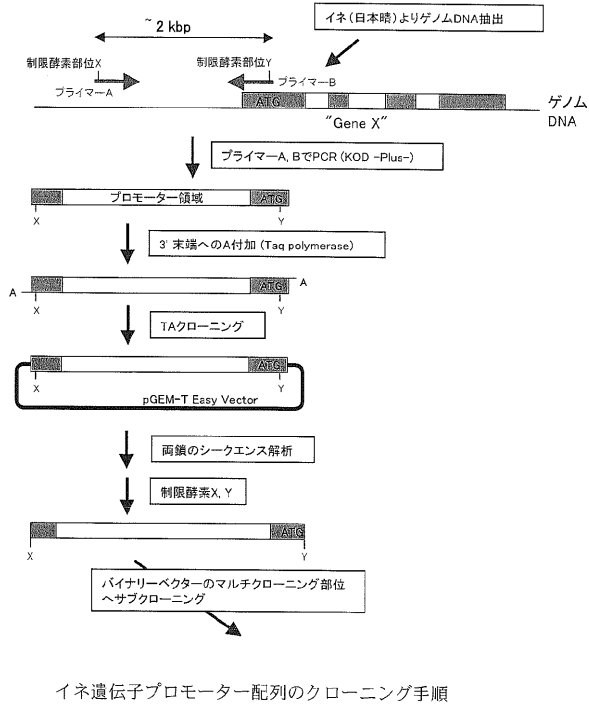 ~ 2 kbp
イネ（日本晴）よりゲノムDNA抽出
制限酵素部位X
制限酵素部位Y
プライマーA
プライマーB
ATG
ゲノム
DNA
"Gene X"
プライマーA, BでPCR（KOD -Plus-）
プロモーター領域
ATG
X
Y
3' 末端へのA付加（Taq polymerase）
A
ATG
A
X
Y
TAクローニング
ATG
X
Y
pGEM-T Easy Vector
両鎖のシークエンス解析
制限酵素X, Y
ATG
X
Y
バイナリーベクターのマルチクローニング部位
へサブクローニング
イネ遺伝子プロモーター配列のクローニング手順